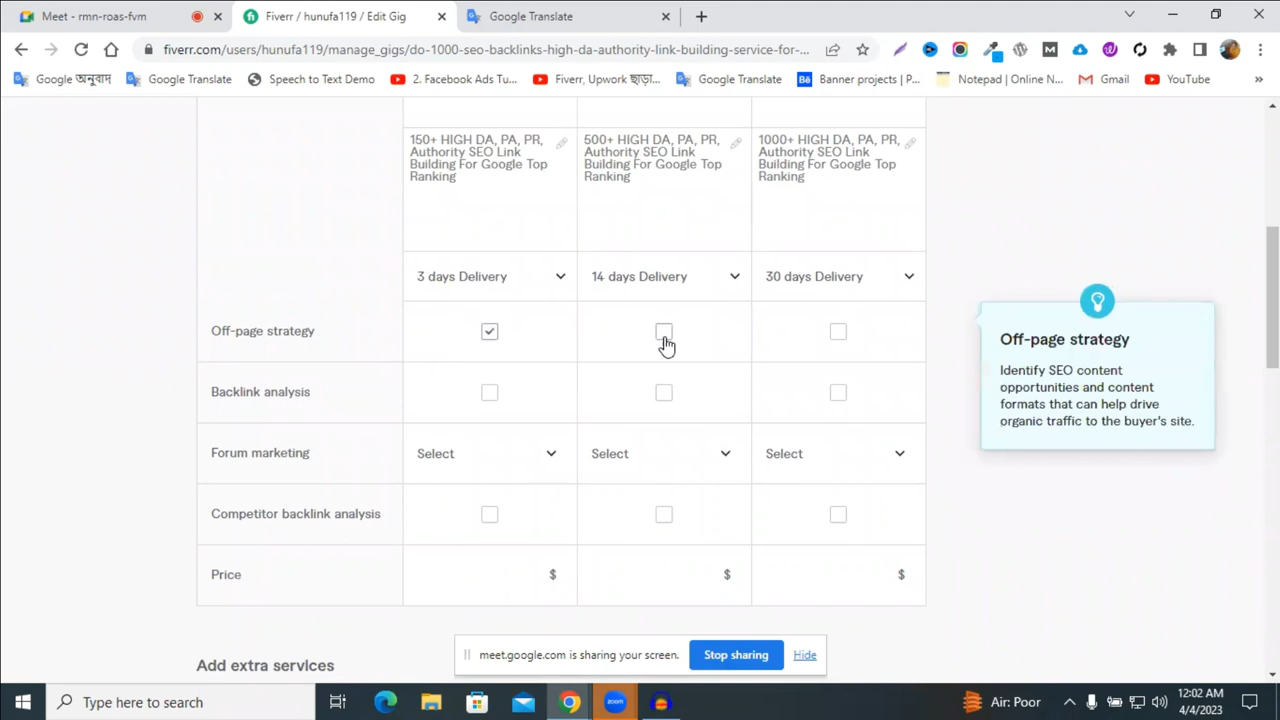 Meet - rmn-roas-fvm
Fiverr / hunufa119 / Edit Gig
Google Translate
fiverr.com/users/hunufa119/manage_gigs/do-1000-seo-backlinks-high-da-authority-link-building-service-for-...
Google অনুবাদ
Google Translate
Speech to Text Demo
2. Facebook Ads Tu...
Fiverr, Upwork ছাড়া...
Google Translate
Banner projects | P...
Notepad | Online N...
Gmail
YouTube
150+ HIGH DA, PA, PR,
Authority SEO Link
Building For Google Top
Ranking
500+ HIGH DA, PA, PR,
Authority SEO Link
Building For Google Top
Ranking
1000+ HIGH DA, PA, PR,
Authority SEO Link
Building For Google Top
Ranking
3 days Delivery
14 days Delivery
30 days Delivery
Off-page strategy
Backlink analysis
Forum marketing
Select
Select
Select
Competitor backlink analysis
Price
$
$
$
Off-page strategy
Identify SEO content
opportunities and content
formats that can help drive
organic traffic to the buyer's site.
Add extra services
meet.google.com is sharing your screen.
Stop sharing
Hide
Type here to search
zoom
Air: Poor
12:02 AM
4/4/2023